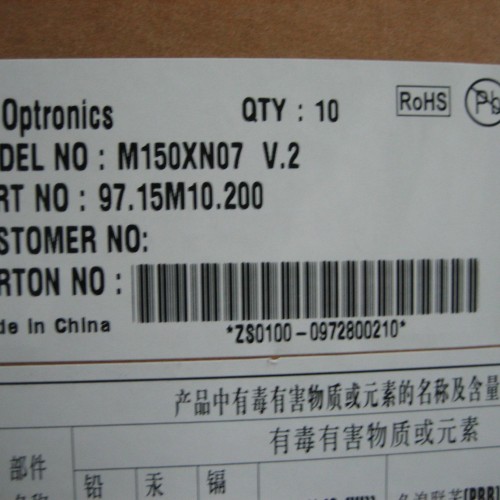 Optronics QTY : 10 RoHS Pb
DEL NO : M150XN07 V.2
RT NO : 97.15M10.200
STOMER NO:
RTON NO :
de In China *ZS0100-0972800210*
产品中有毒有害物质或元素的名称及含量
有毒有害物质或元素
部件
铅 汞 镉